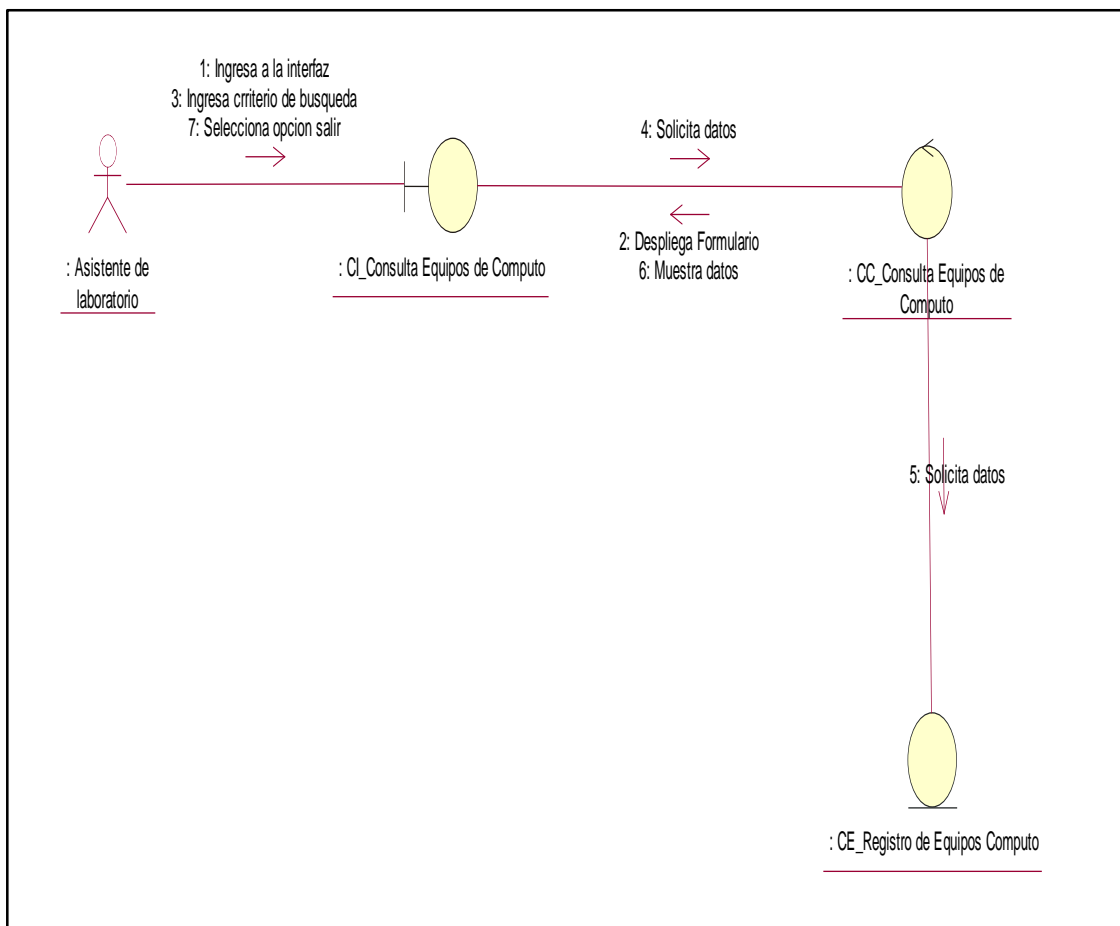 1: Ingresa a la interfaz
3: Ingresa crriterio de busqueda
7: Selecciona opcion salir
4: Solicita datos
2: Despliega Formulario
6: Muestra datos
: Asistente de
laboratorio
: CI_Consulta Equipos de Computo
: CC_Consulta Equipos de
Computo
5: Solicita datos
: CE_Registro de Equipos Computo